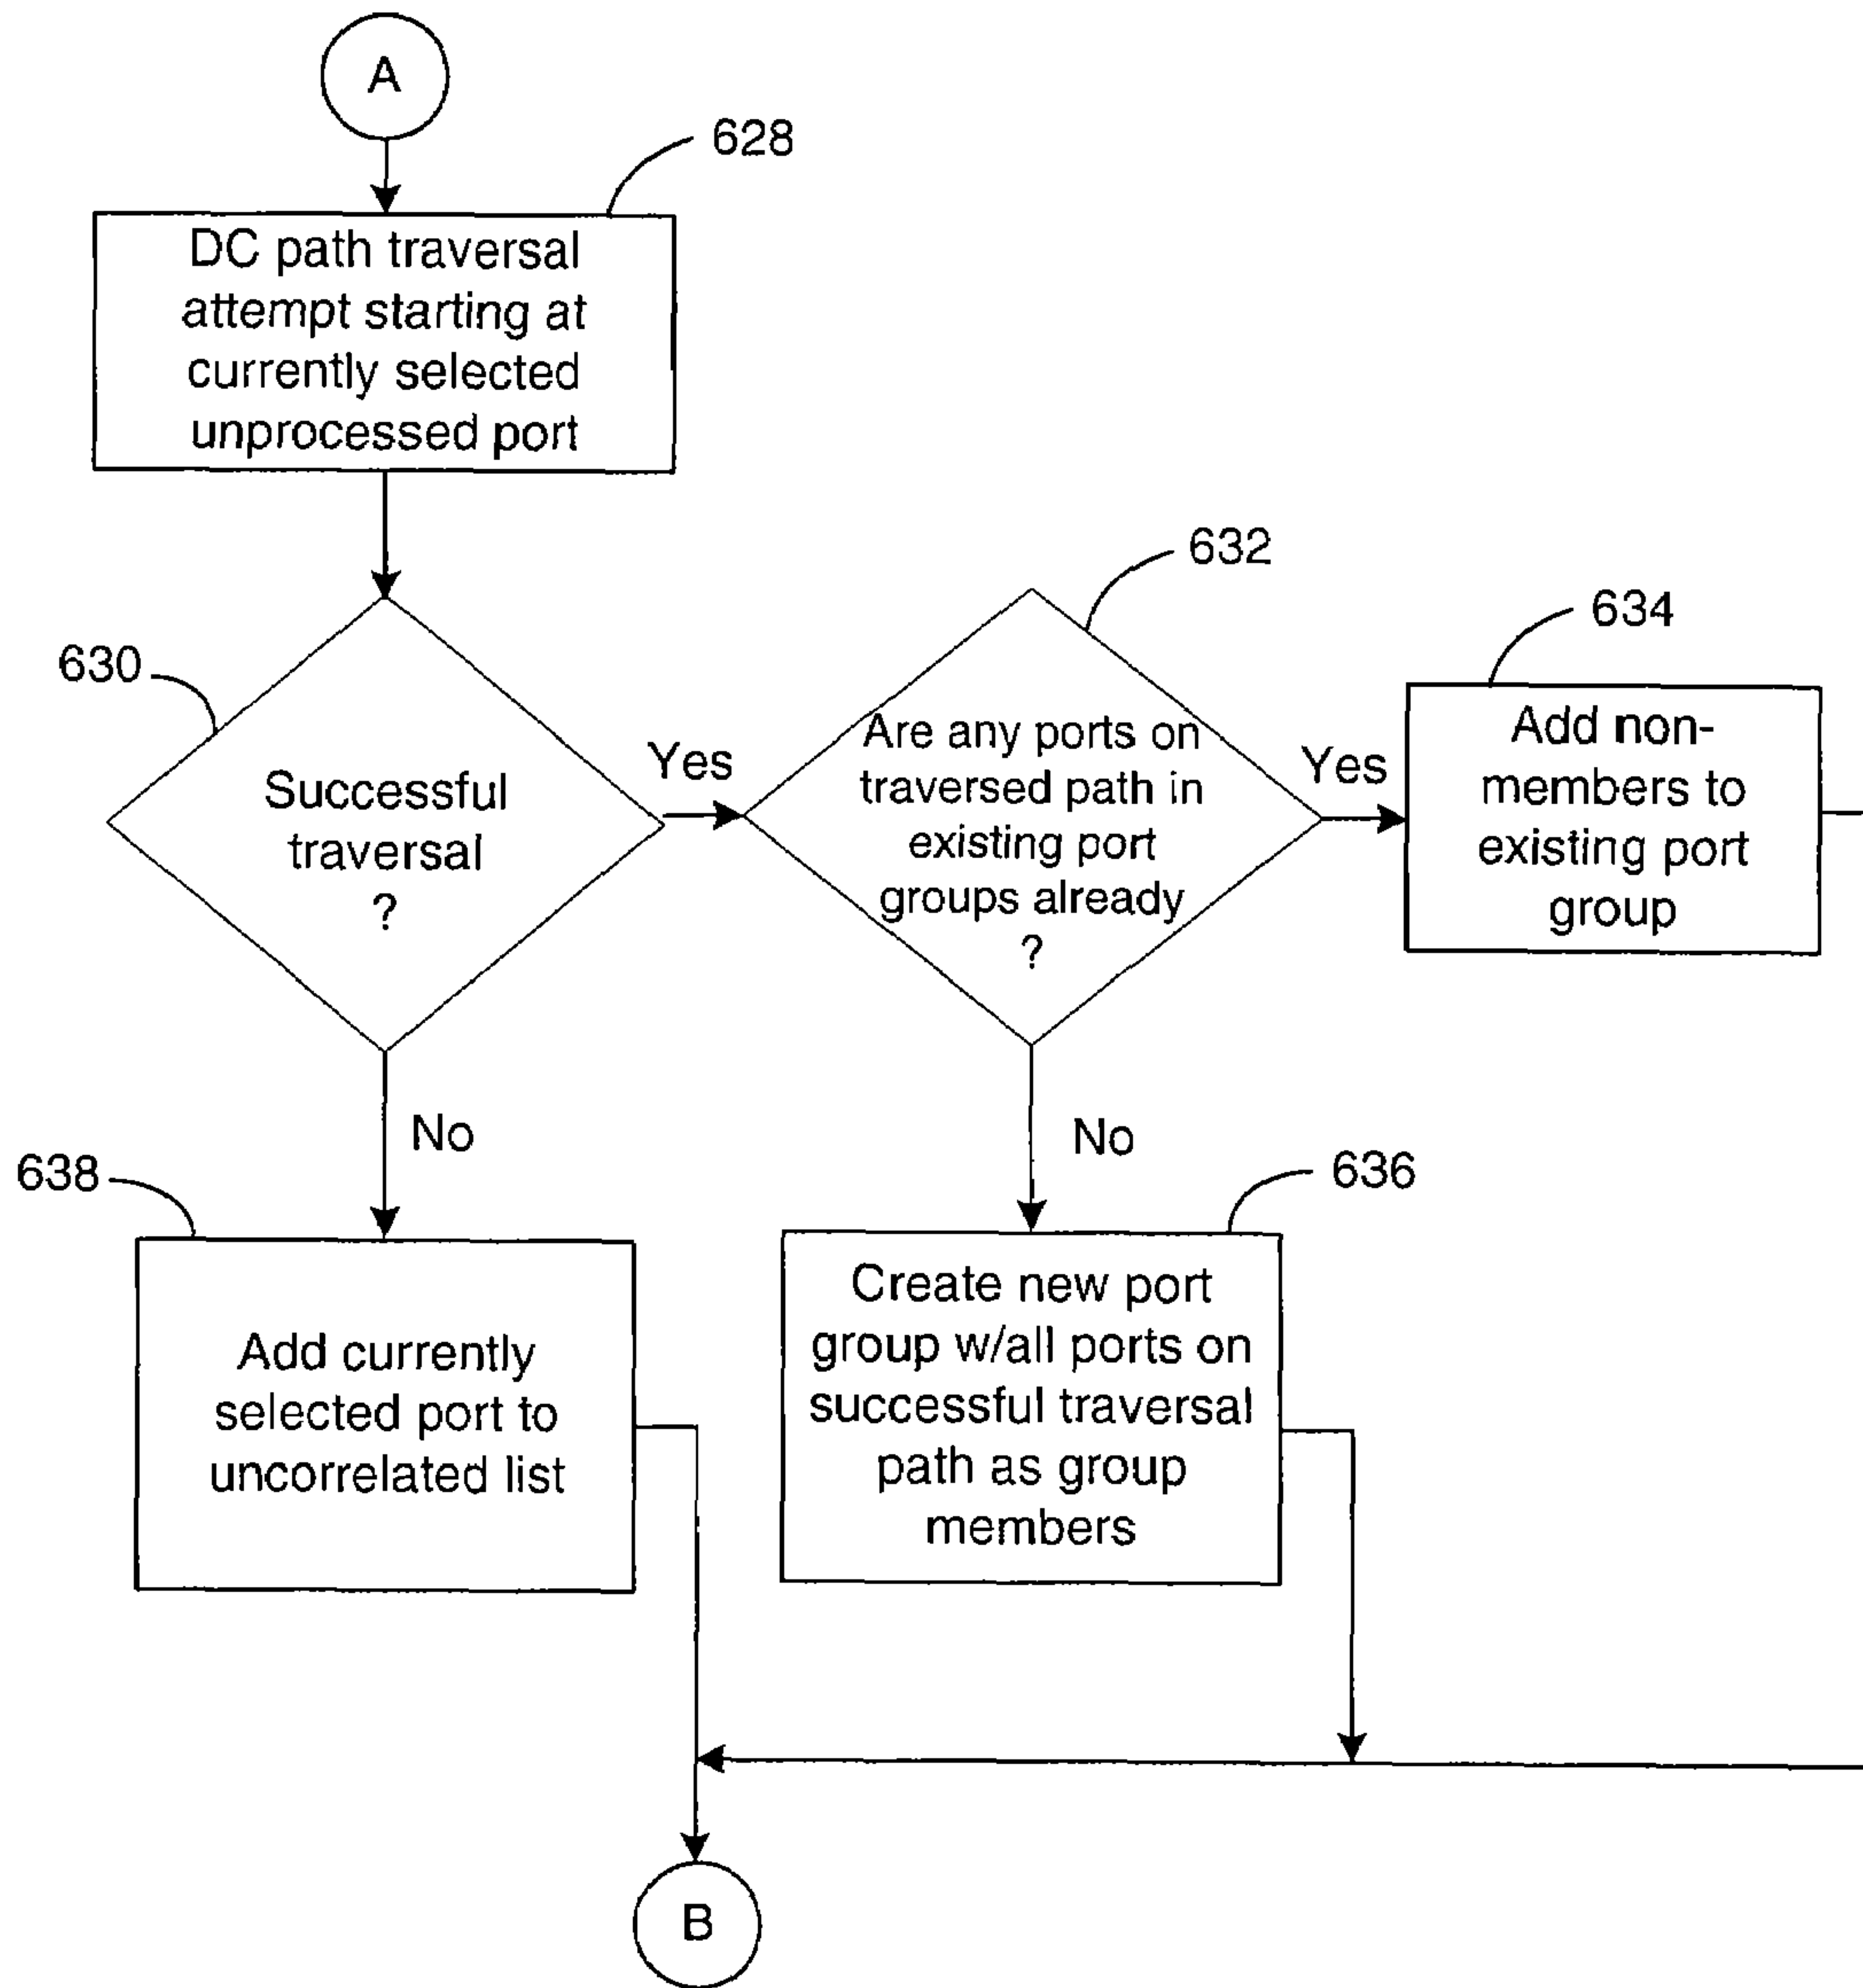 A
628
DC path traversal
attempt starting at
currently selected
unprocessed port
630
Successful
traversal
?
Yes
632
Are any ports on
traversed path in
existing port
groups already
?
Yes
634
Add non-
members to
existing port
group
No
638
Add currently
selected port to
uncorrelated list
No
636
Create new port
group w/all ports on
successful traversal
path as group
members
B